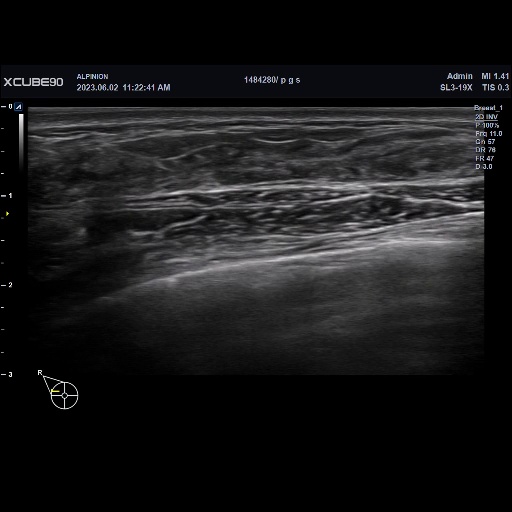 XCUBE90
ALPINION
2023.06.02 11:22:41 AM
1484280/ p g s
Admin MI 1.41
SL3-19X TIS 0.3
Breast_1
2D INV
P 100%
Frq 11.0
Gn 57
DR 76
FR 47
D 3.0
0
1
2
3
R